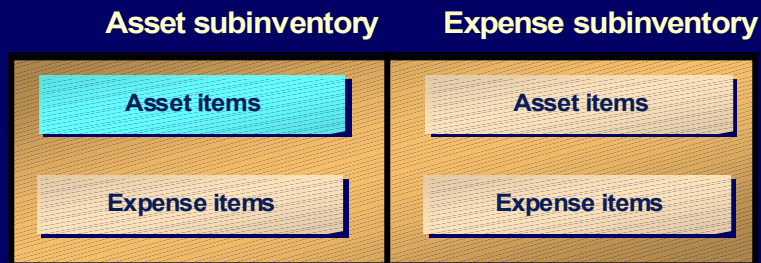 Asset subinventory Expense subinventory
Asset items Asset items
Expense items Expense items